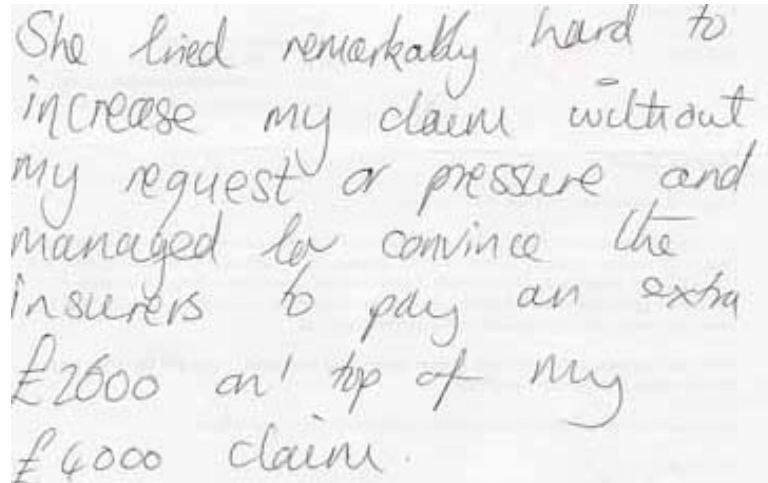 She tried remarkably hard to
increase my claim without
my request or pressure and
managed to convince the
insurers to pay an extra
£2600 on top of my
£4000 claim.